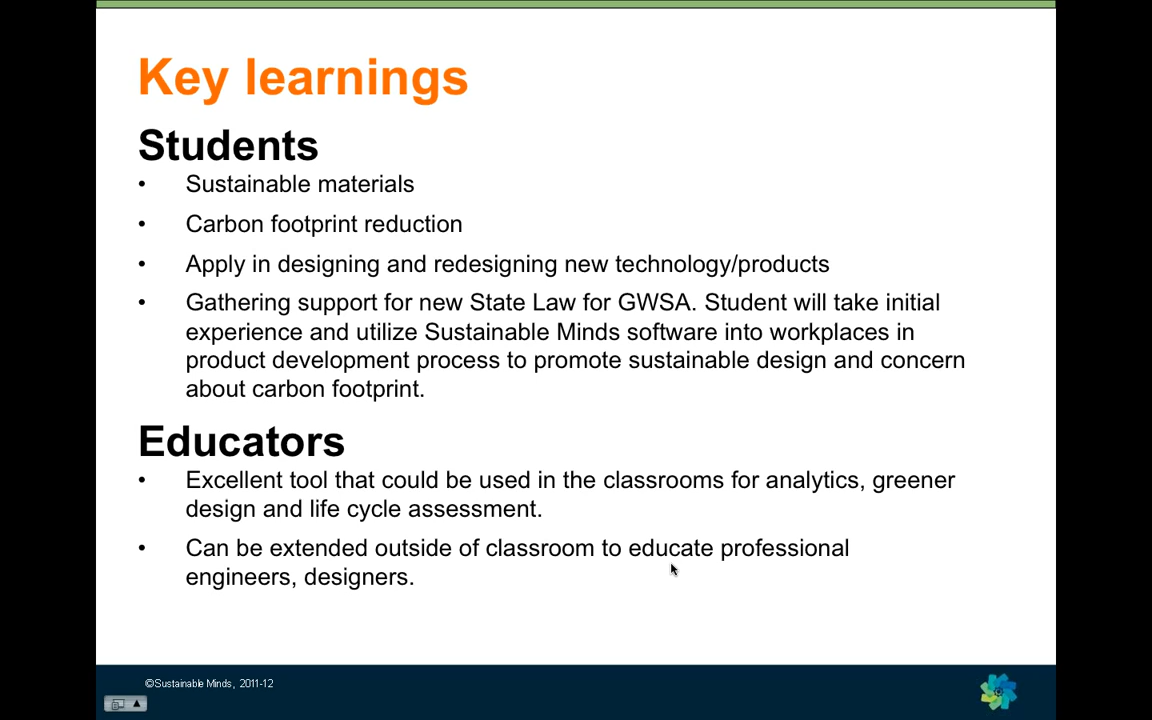 Key learnings
Students
• Sustainable materials
• Carbon footprint reduction
• Apply in designing and redesigning new technology/products
• Gathering support for new State Law for GWSA. Student will take initial
experience and utilize Sustainable Minds software into workplaces in
product development process to promote sustainable design and concern
about carbon footprint.
Educators
• Excellent tool that could be used in the classrooms for analytics, greener
design and life cycle assessment.
• Can be extended outside of classroom to educate professional
engineers, designers.
©Sustainable Minds, 2011-12